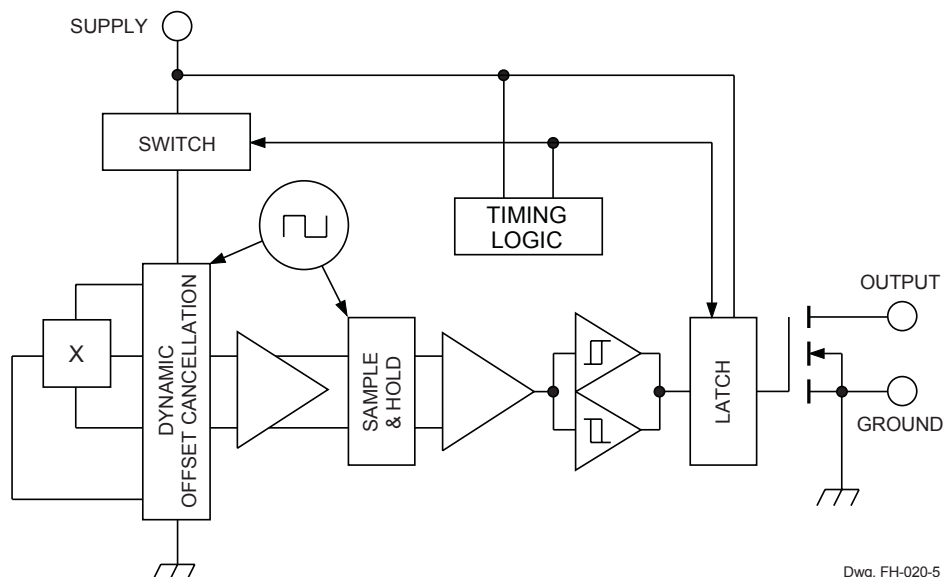 SUPPLY
SWITCH
TIMING
LOGIC
X
DYNAMIC
OFFSET CANCELLATION
SAMPLE
& HOLD
LATCH
OUTPUT
GROUND
Dwg. FH-020-5